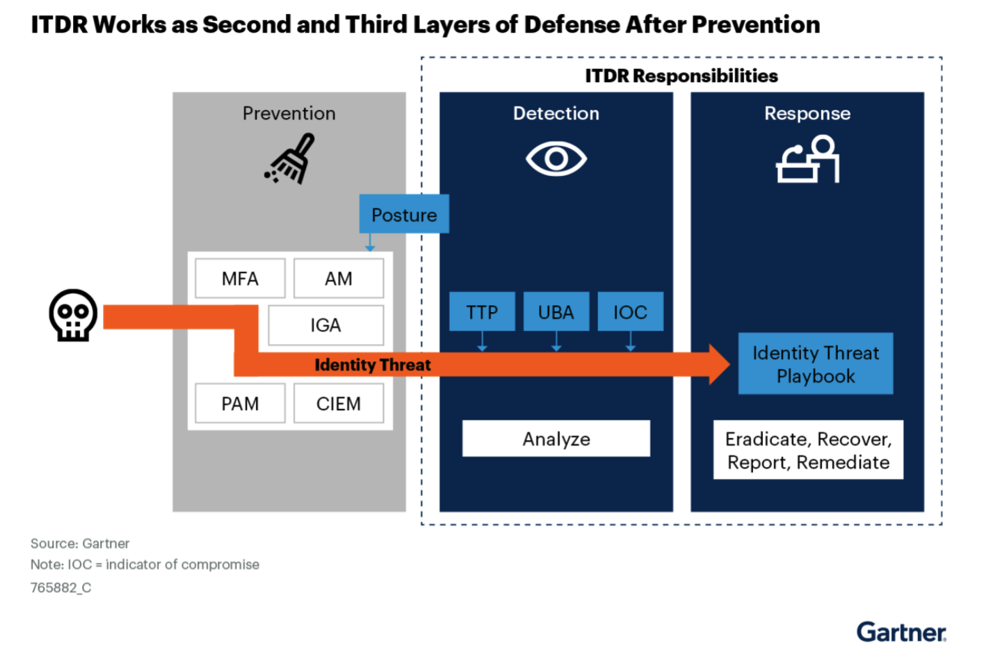 ITDR Works as Second and Third Layers of Defense After Prevention
ITDR Responsibilities
Prevention
Detection
Response
Posture
MFA
AM
IGA
TTP
UBA
IOC
Identity Threat
Identity Threat
Playbook
PAM
CIEM
Analyze
Eradicate, Recover,
Report, Remediate
Source: Gartner
Note: IOC = indicator of compromise
765882_C
Gartner®